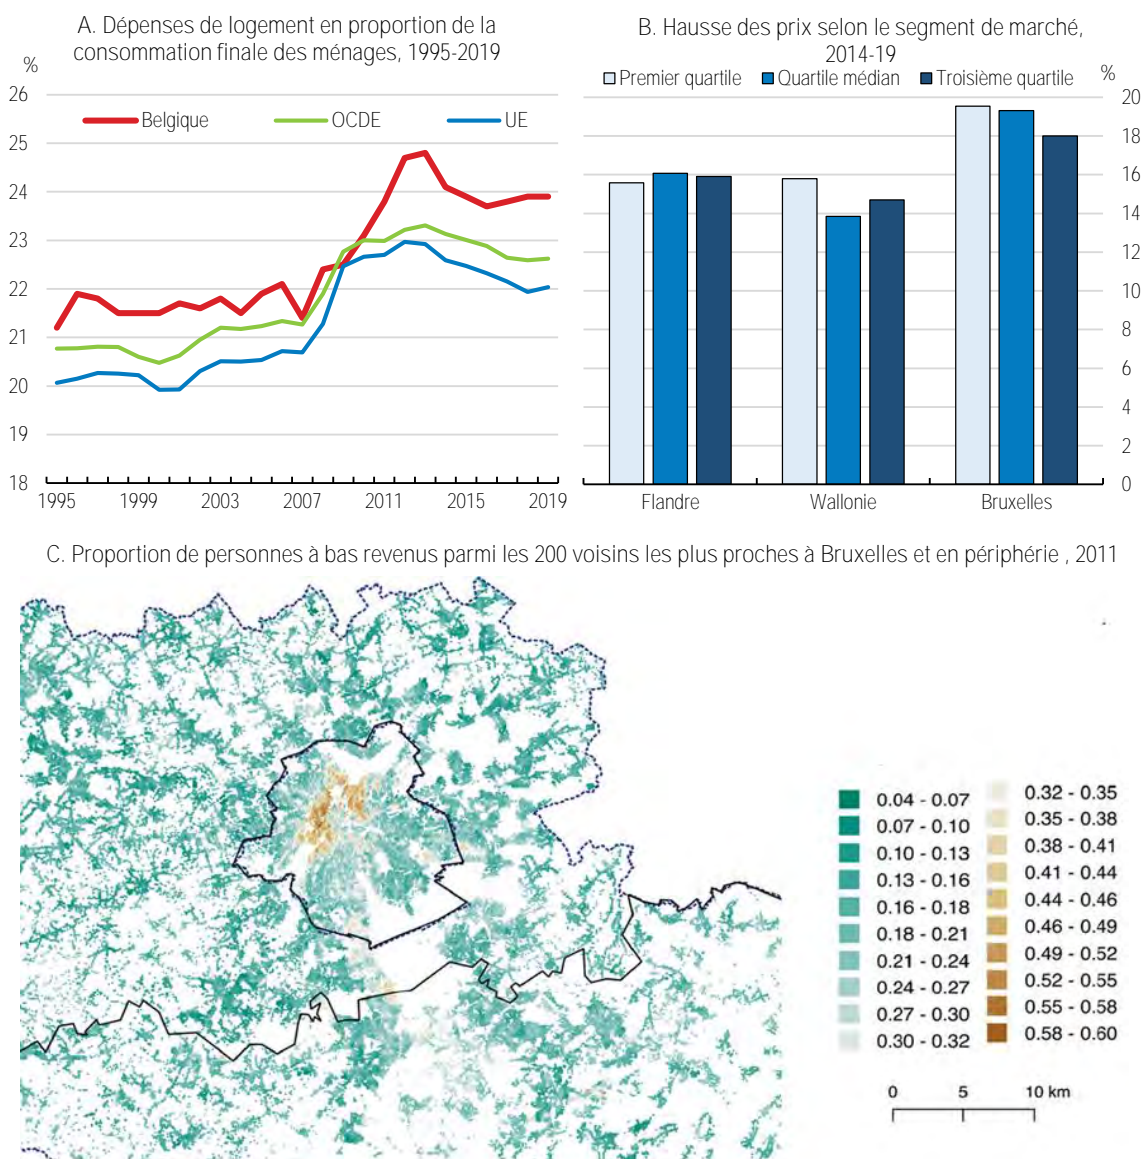 A. Dépenses de logement en proportion de la
consommation finale des ménages, 1995-2019
%
26
25
24
23
22
21
20
19
18
Belgique
OCDE
UE
1995
1999
2003
2007
2011
2015
2019
B. Hausse des prix selon le segment de marché,
2014-19
Premier quartile
Quartile médian
Troisième quartile
%
20
18
16
14
12
10
8
6
4
2
0
Flandre
Wallonie
Bruxelles
C. Proportion de personnes à bas revenus parmi les 200 voisins les plus proches à Bruxelles et en périphérie , 2011
0.04 - 0.07
0.07 - 0.10
0.10 - 0.13
0.13 - 0.16
0.16 - 0.18
0.18 - 0.21
0.21 - 0.24
0.24 - 0.27
0.27 - 0.30
0.30 - 0.32
0.32 - 0.35
0.35 - 0.38
0.38 - 0.41
0.41 - 0.44
0.44 - 0.46
0.46 - 0.49
0.49 - 0.52
0.52 - 0.55
0.55 - 0.58
0.58 - 0.60
0 5 10 km